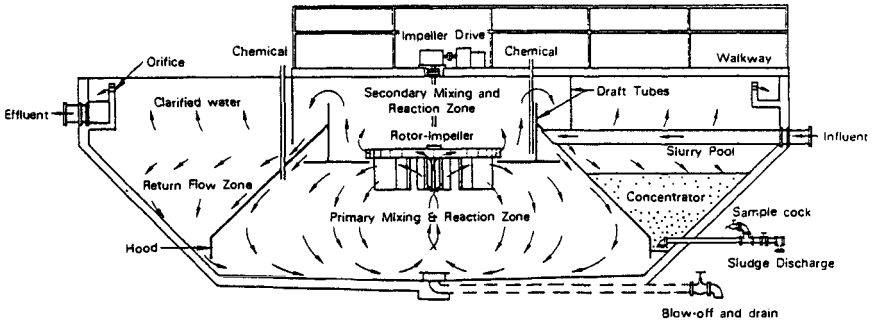 Impeller Drive
Chemical
Chemical
Walkway
Orifice
Secondary Mixing and
Reaction Zone
Draft Tubes
Clarified water
Effluent
Rotor-Impeller
Influent
Slurry Pool
Return Flow Zone
Concentrator
Primary Mixing & Reaction Zone
Sample cock
Hood
Sludge Discharge
Blow-off and drain